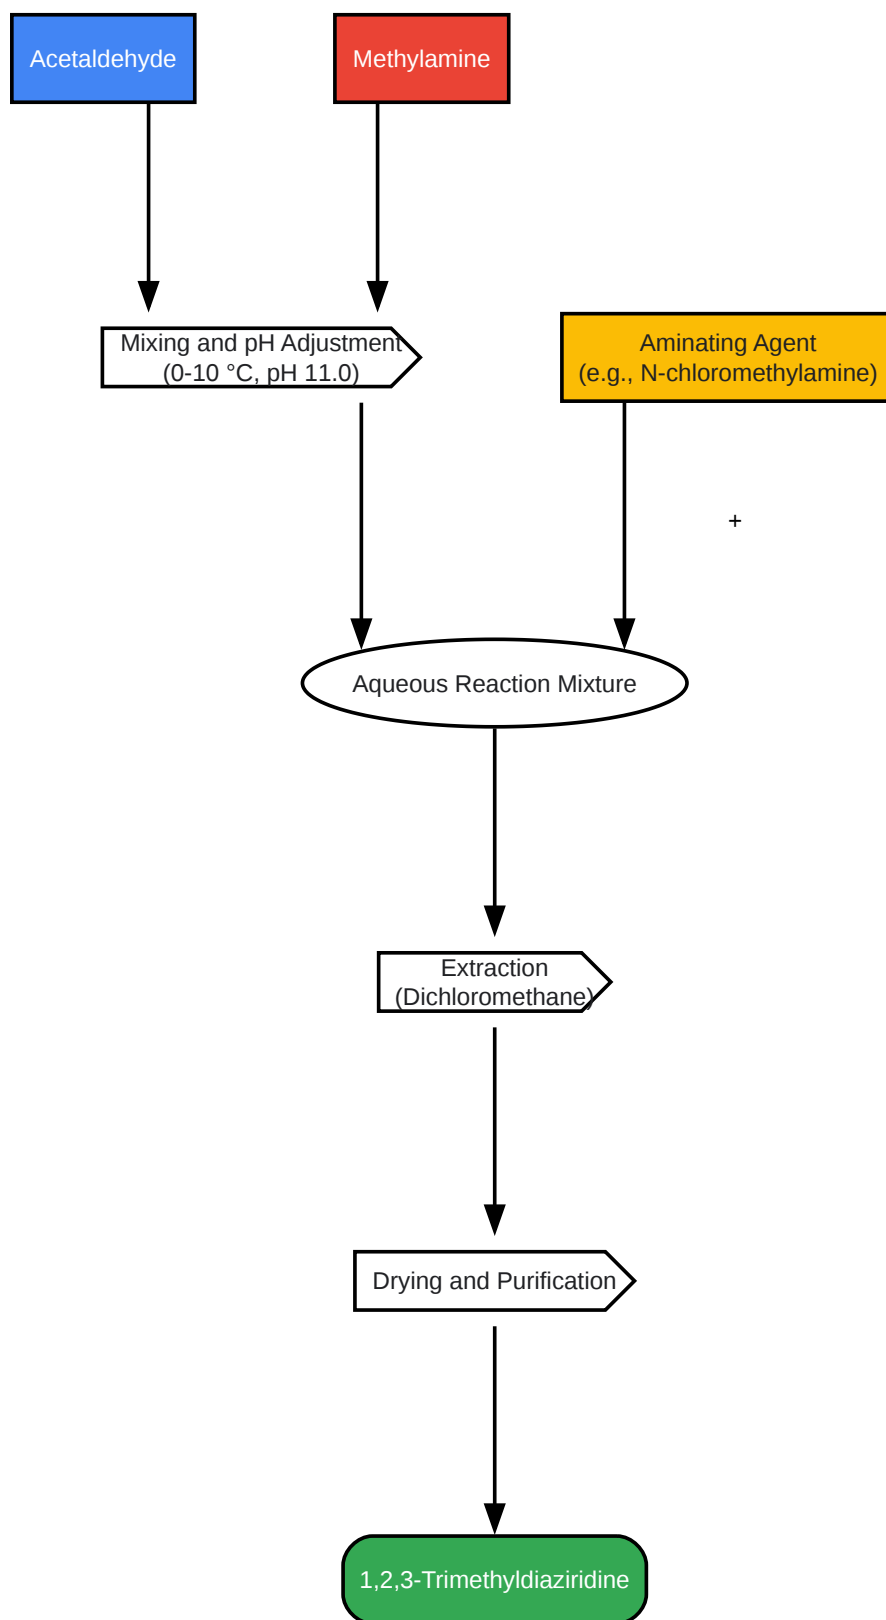 Acetaldehyde
Methylamine
Mixing and pH Adjustment
(0-10 °C, pH 11.0)
Aminating Agent
(e.g., N-chloromethylamine)
+
Aqueous Reaction Mixture
Extraction
(Dichloromethane)
Drying and Purification
1,2,3-Trimethyldiaziridine